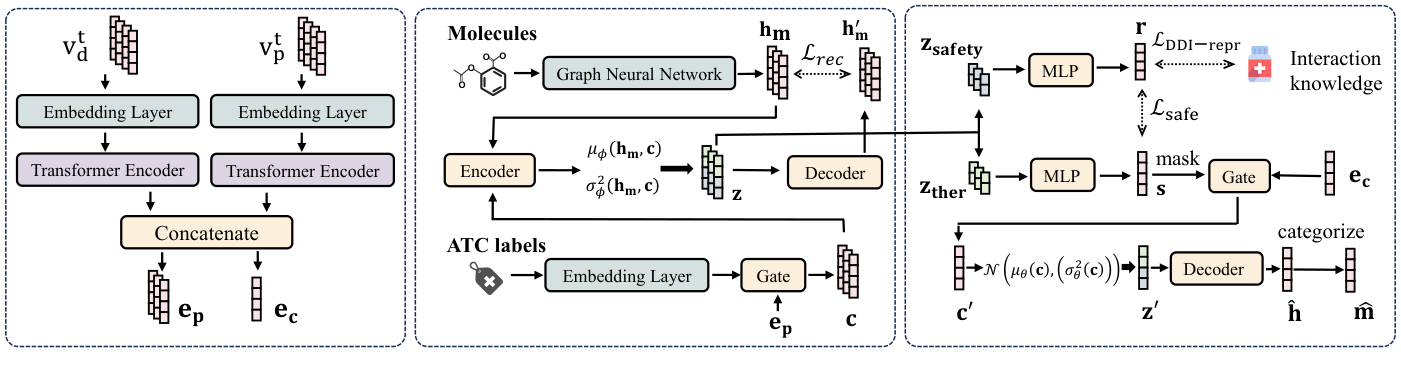 v_d^t
v_p^t
Embedding Layer
Embedding Layer
Transformer Encoder
Transformer Encoder
Concatenate
e_p
e_c
Molecules
Graph Neural Network
h_m
ℒ_rec
h'_m
Encoder
μ_ϕ(h_m, c)
σ_ϕ^2(h_m, c)
z
Decoder
ATC labels
Embedding Layer
Gate
e_p
c
z_safety
MLP
r
ℒ_DDI−repr
Interaction
knowledge
ℒ_safe
z_ther
MLP
s
mask
Gate
e_c
c'
𝒩(μ_θ(c), (σ_θ^2(c)))
z'
Decoder
ĥ
categorize
m̂